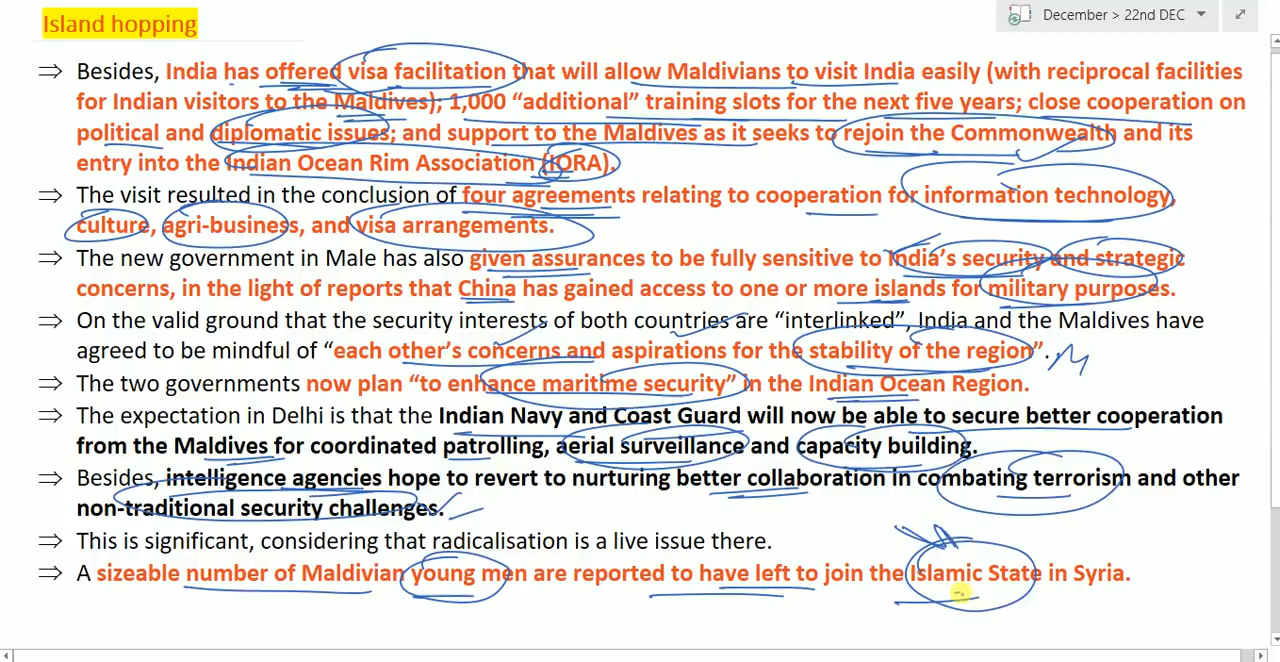 Island hopping
December > 22nd DEC
⇒ Besides, India has offered visa facilitation that will allow Maldivians to visit India easily (with reciprocal facilities
for Indian visitors to the Maldives); 1,000 “additional” training slots for the next five years; close cooperation on
political and diplomatic issues; and support to the Maldives as it seeks to rejoin the Commonwealth and its
entry into the Indian Ocean Rim Association (IORA).
⇒ The visit resulted in the conclusion of four agreements relating to cooperation for information technology,
culture, agri-business, and visa arrangements.
⇒ The new government in Male has also given assurances to be fully sensitive to India’s security and strategic
concerns, in the light of reports that China has gained access to one or more islands for military purposes.
⇒ On the valid ground that the security interests of both countries are “interlinked”, India and the Maldives have
agreed to be mindful of “each other’s concerns and aspirations for the stability of the region”.
⇒ The two governments now plan “to enhance maritime security” in the Indian Ocean Region.
⇒ The expectation in Delhi is that the Indian Navy and Coast Guard will now be able to secure better cooperation
from the Maldives for coordinated patrolling, aerial surveillance and capacity building.
⇒ Besides, intelligence agencies hope to revert to nurturing better collaboration in combating terrorism and other
non-traditional security challenges.
⇒ This is significant, considering that radicalisation is a live issue there.
⇒ A sizeable number of Maldivian young men are reported to have left to join the Islamic State in Syria.